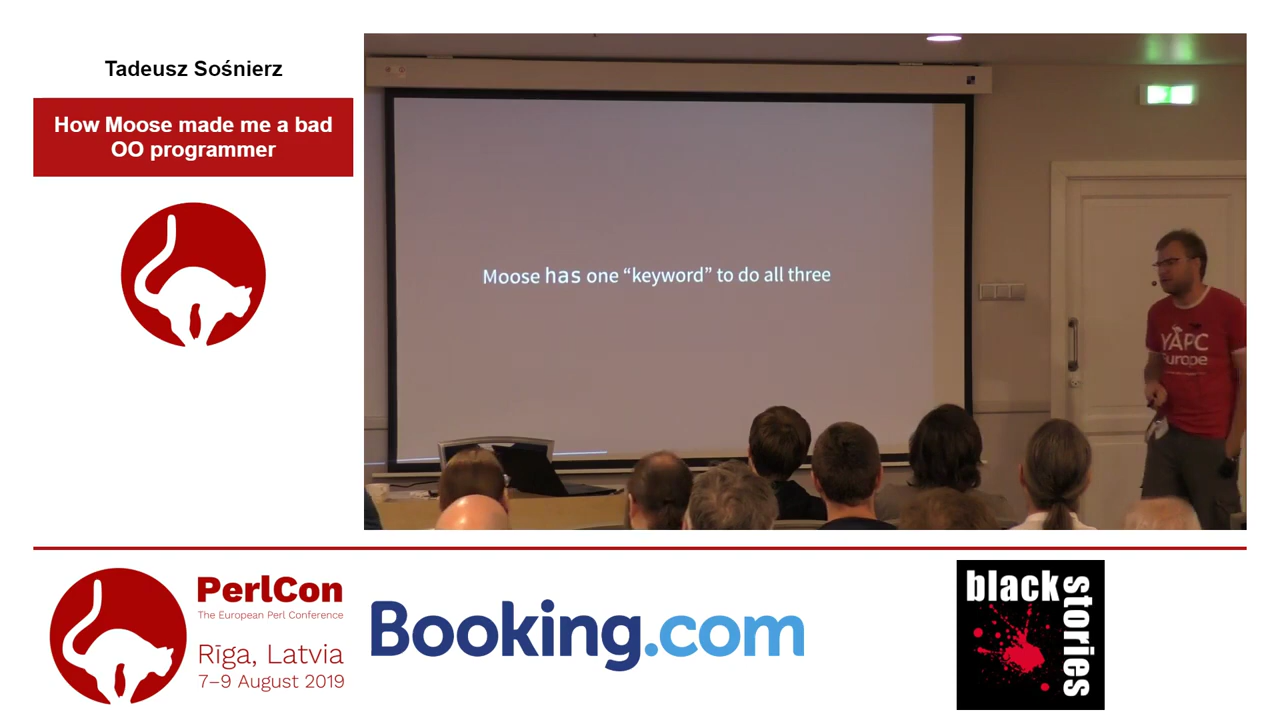 Tadeusz Sośnierz
How Moose made me a bad
OO programmer
Moose has one “keyword” to do all three
YAPC
Europe
PerlCon
The European Perl Conference
Rīga, Latvia
7–9 August 2019
Booking.com
black
stories